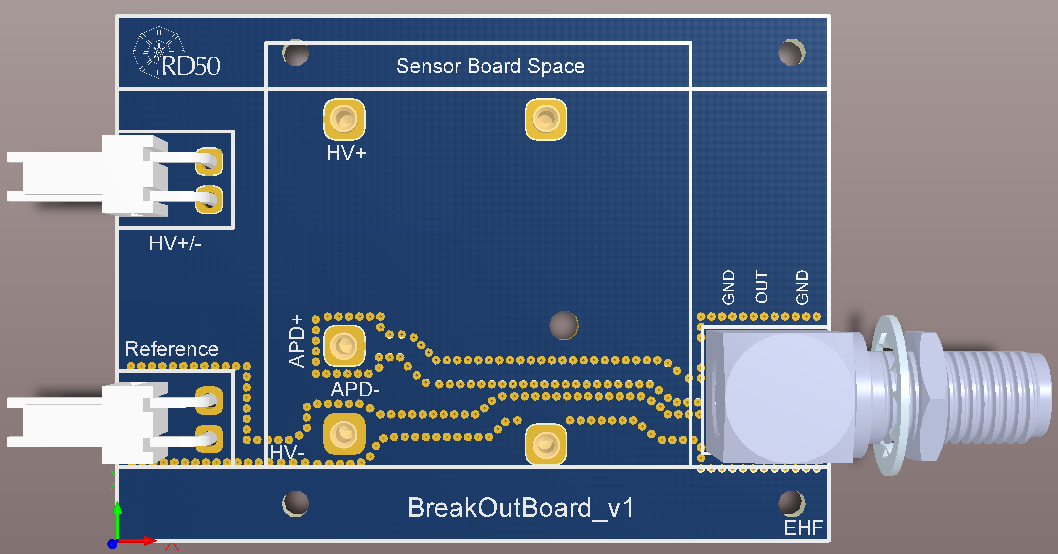 RD50
Sensor Board Space
HV+
HV+/-
GND
OUT
GND
Reference
APD+
APD-
HV-
BreakOutBoard_v1
EHF